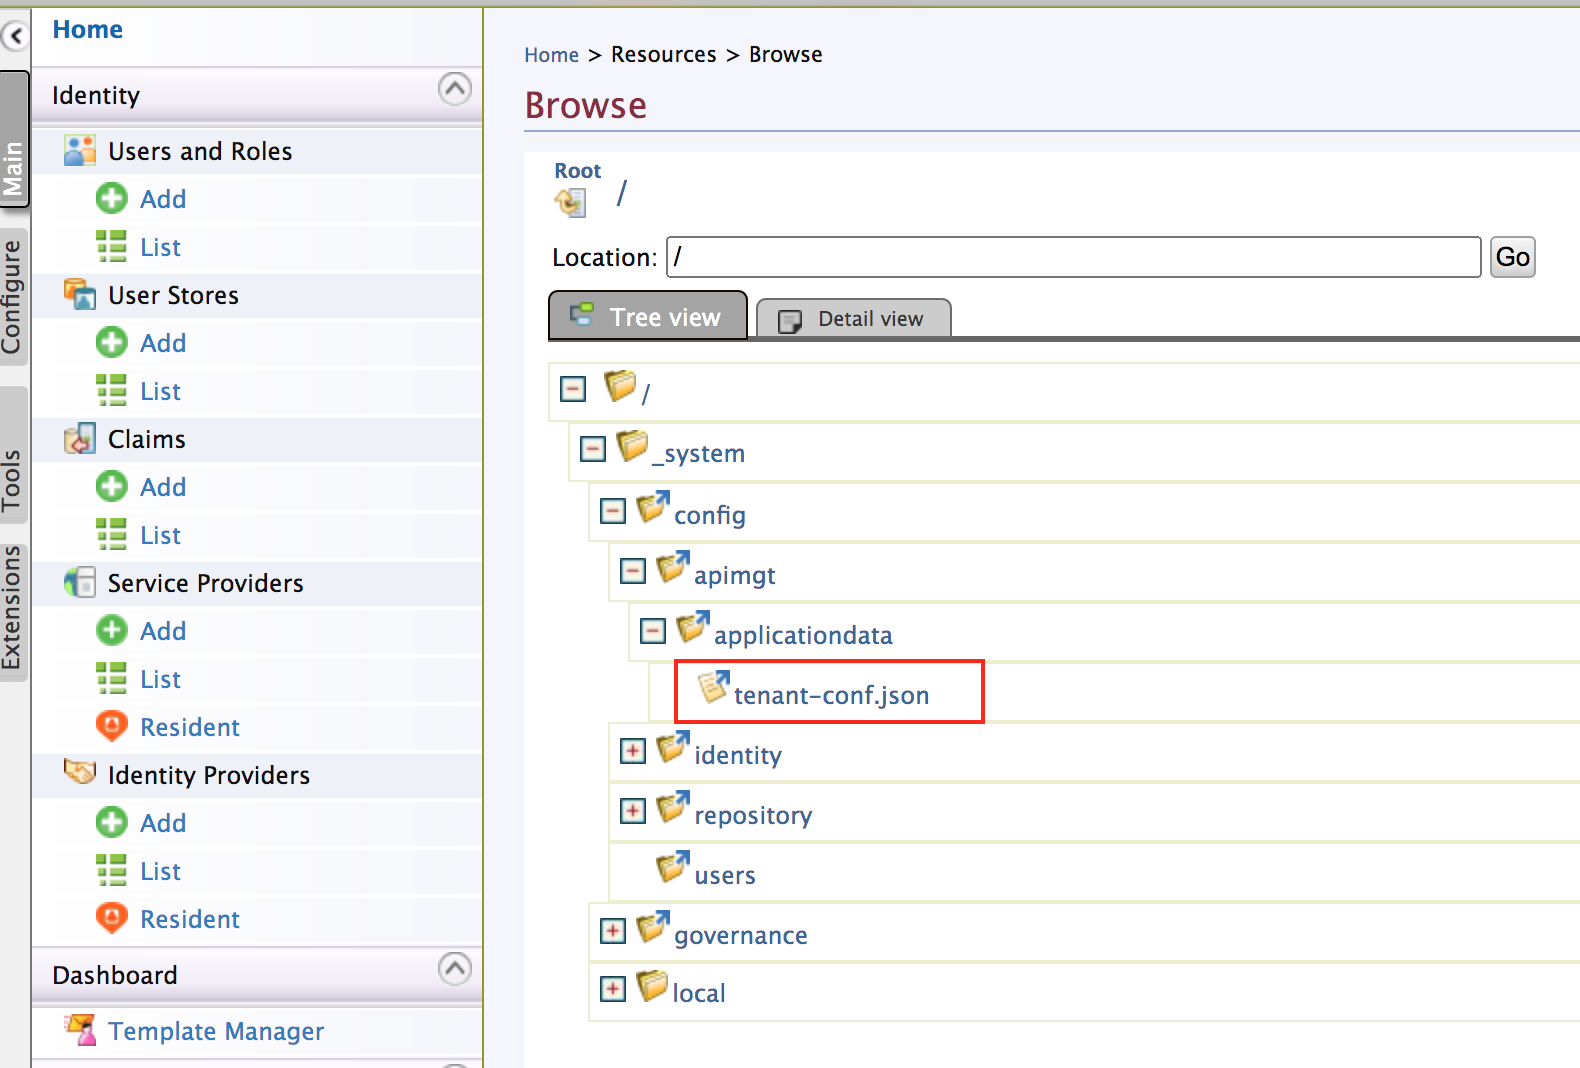 Main
Configure
Tools
Extensions
Home
Identity
Users and Roles
Add
List
User Stores
Add
List
Claims
Add
List
Service Providers
Add
List
Resident
Identity Providers
Add
List
Resident
Dashboard
Template Manager
Home > Resources > Browse
Browse
Root
/
Location: / Go
Tree view Detail view
/
_system
config
apimgt
applicationdata
tenant-conf.json
identity
repository
users
governance
local